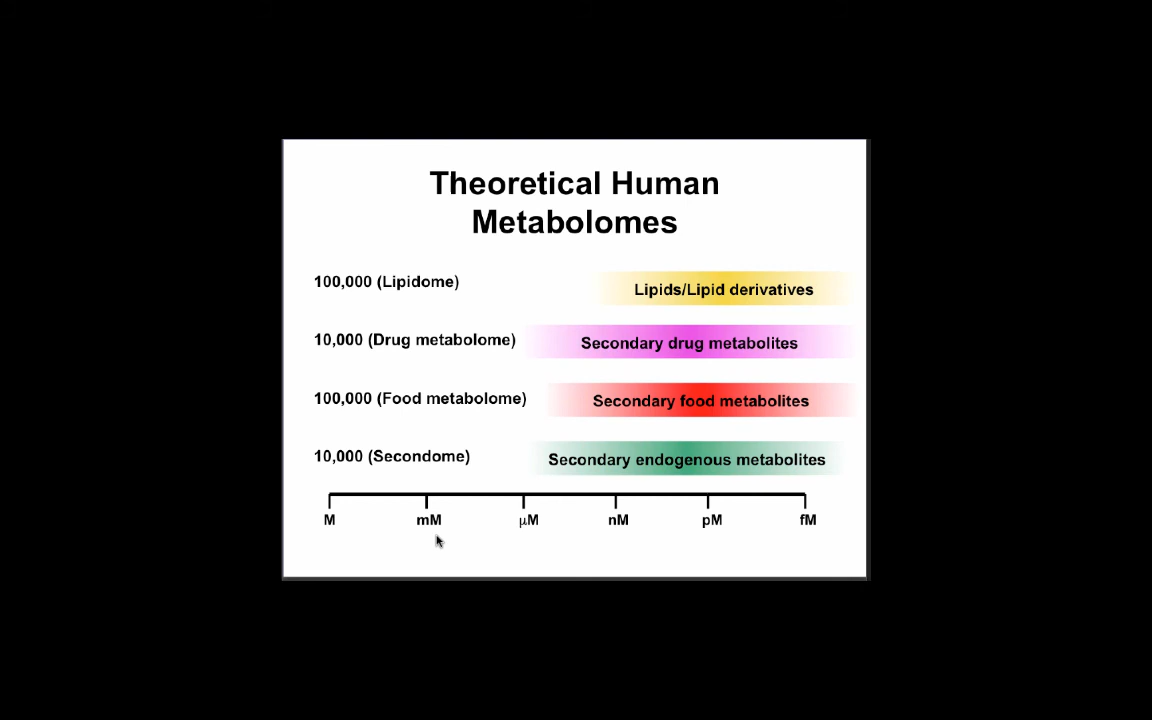 Theoretical Human
Metabolomes
100,000 (Lipidome)
Lipids/Lipid derivatives
10,000 (Drug metabolome)
Secondary drug metabolites
100,000 (Food metabolome)
Secondary food metabolites
10,000 (Secondome)
Secondary endogenous metabolites
M mM μM nM pM fM